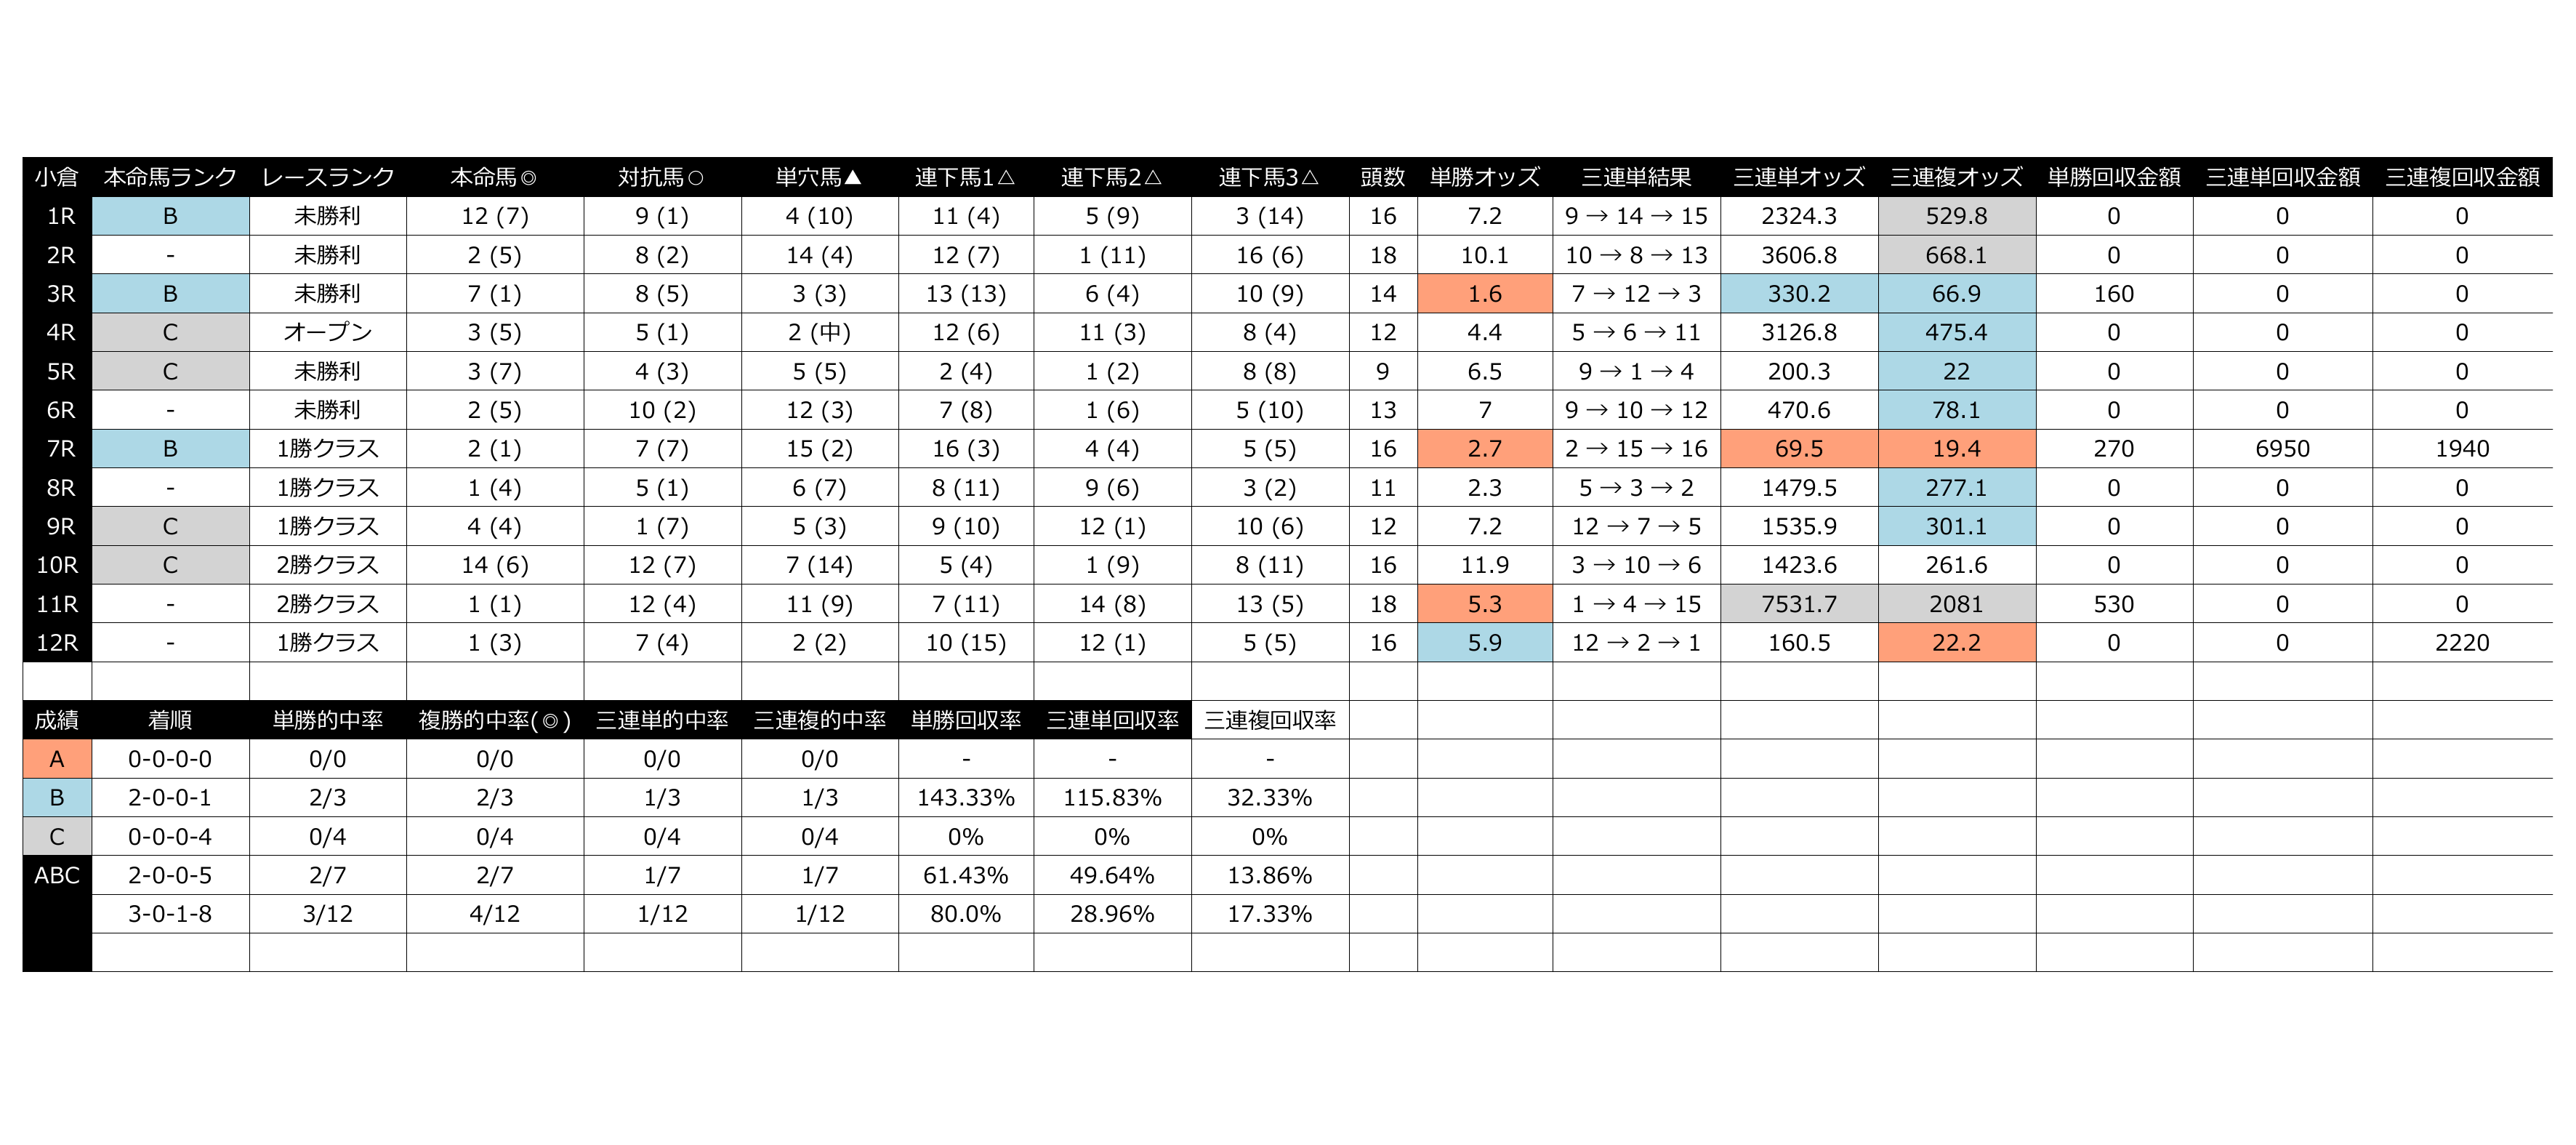 小倉 本命馬ランク レースランク 本命馬◎ 対抗馬○ 単穴馬▲ 連下馬1△ 連下馬2△ 連下馬3△ 頭数 単勝オッズ 三連単結果 三連単オッズ 三連複オッズ 単勝回収金額 三連単回収金額 三連複回収金額
1R B 未勝利 12 (7) 9 (1) 4 (10) 11 (4) 5 (9) 3 (14) 16 7.2 9 → 14 → 15 2324.3 529.8 0 0 0
2R - 未勝利 2 (5) 8 (2) 14 (4) 12 (7) 1 (11) 16 (6) 18 10.1 10 → 8 → 13 3606.8 668.1 0 0 0
3R B 未勝利 7 (1) 8 (5) 3 (3) 13 (13) 6 (4) 10 (9) 14 1.6 7 → 12 → 3 330.2 66.9 160 0 0
4R C オープン 3 (5) 5 (1) 2 (中) 12 (6) 11 (3) 8 (4) 12 4.4 5 → 6 → 11 3126.8 475.4 0 0 0
5R C 未勝利 3 (7) 4 (3) 5 (5) 2 (4) 1 (2) 8 (8) 9 6.5 9 → 1 → 4 200.3 22 0 0 0
6R - 未勝利 2 (5) 10 (2) 12 (3) 7 (8) 1 (6) 5 (10) 13 7 9 → 10 → 12 470.6 78.1 0 0 0
7R B 1勝クラス 2 (1) 7 (7) 15 (2) 16 (3) 4 (4) 5 (5) 16 2.7 2 → 15 → 16 69.5 19.4 270 6950 1940
8R - 1勝クラス 1 (4) 5 (1) 6 (7) 8 (11) 9 (6) 3 (2) 11 2.3 5 → 3 → 2 1479.5 277.1 0 0 0
9R C 1勝クラス 4 (4) 1 (7) 5 (3) 9 (10) 12 (1) 10 (6) 12 7.2 12 → 7 → 5 1535.9 301.1 0 0 0
10R C 2勝クラス 14 (6) 12 (7) 7 (14) 5 (4) 1 (9) 8 (11) 16 11.9 3 → 10 → 6 1423.6 261.6 0 0 0
11R - 2勝クラス 1 (1) 12 (4) 11 (9) 7 (11) 14 (8) 13 (5) 18 5.3 1 → 4 → 15 7531.7 2081 530 0 0
12R - 1勝クラス 1 (3) 7 (4) 2 (2) 10 (15) 12 (1) 5 (5) 16 5.9 12 → 2 → 1 160.5 22.2 0 0 2220
成績 着順 単勝的中率 複勝的中率(◎) 三連単的中率 三連複的中率 単勝回収率 三連単回収率 三連複回収率
A 0-0-0-0 0/0 0/0 0/0 0/0 - - -
B 2-0-0-1 2/3 2/3 1/3 1/3 143.33% 115.83% 32.33%
C 0-0-0-4 0/4 0/4 0/4 0/4 0% 0% 0%
ABC 2-0-0-5 2/7 2/7 1/7 1/7 61.43% 49.64% 13.86%
3-0-1-8 3/12 4/12 1/12 1/12 80.0% 28.96% 17.33%